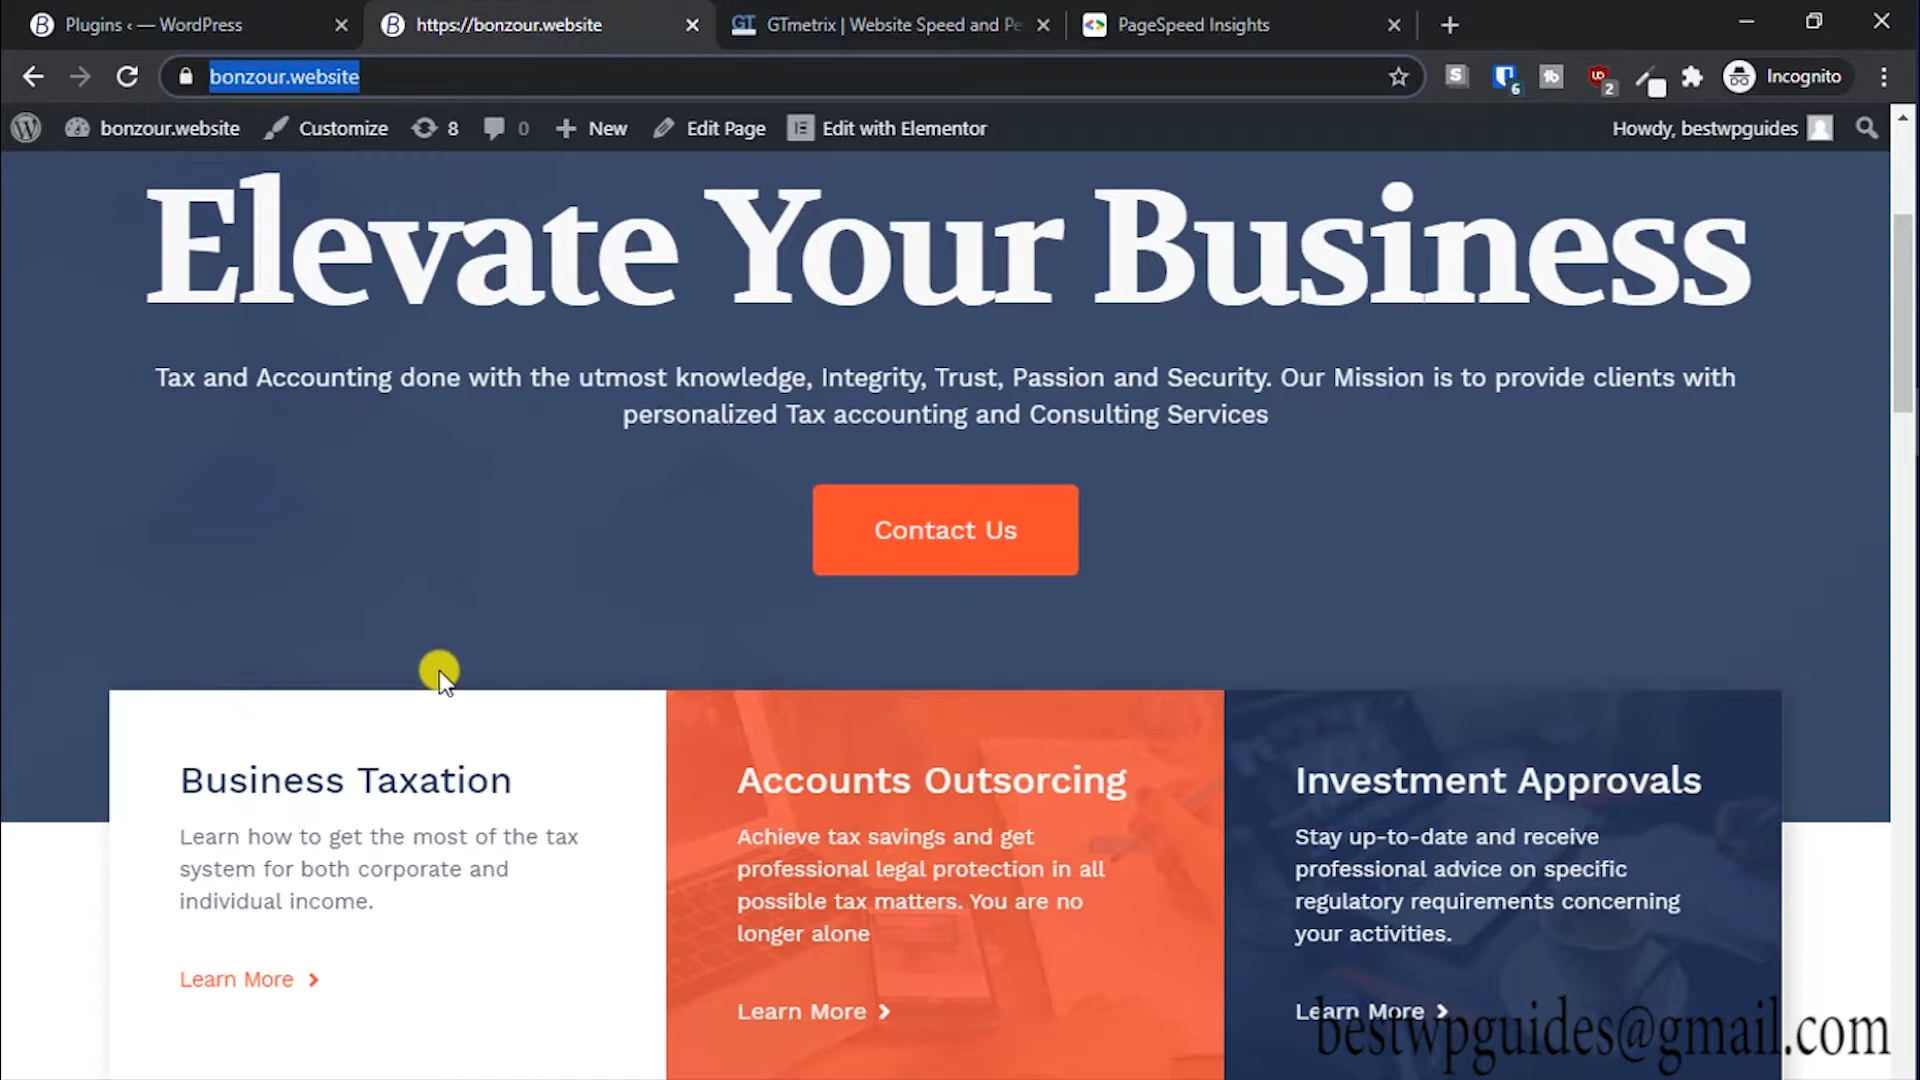 Plugins ‹ — WordPress
https://bonzour.website
GTmetrix | Website Speed and Pe
PageSpeed Insights
bonzour.website
6
2
Incognito
bonzour.website
Customize
8
0
New
Edit Page
Edit with Elementor
Howdy, bestwpguides
Elevate Your Business
Tax and Accounting done with the utmost knowledge, Integrity, Trust, Passion and Security. Our Mission is to provide clients with
personalized Tax accounting and Consulting Services
Contact Us
Business Taxation
Learn how to get the most of the tax
system for both corporate and
individual income.
Learn More
Accounts Outsorcing
Achieve tax savings and get
professional legal protection in all
possible tax matters. You are no
longer alone
Learn More
Investment Approvals
Stay up-to-date and receive
professional advice on specific
regulatory requirements concerning
your activities.
Learn More
bestwpguides@gmail.com